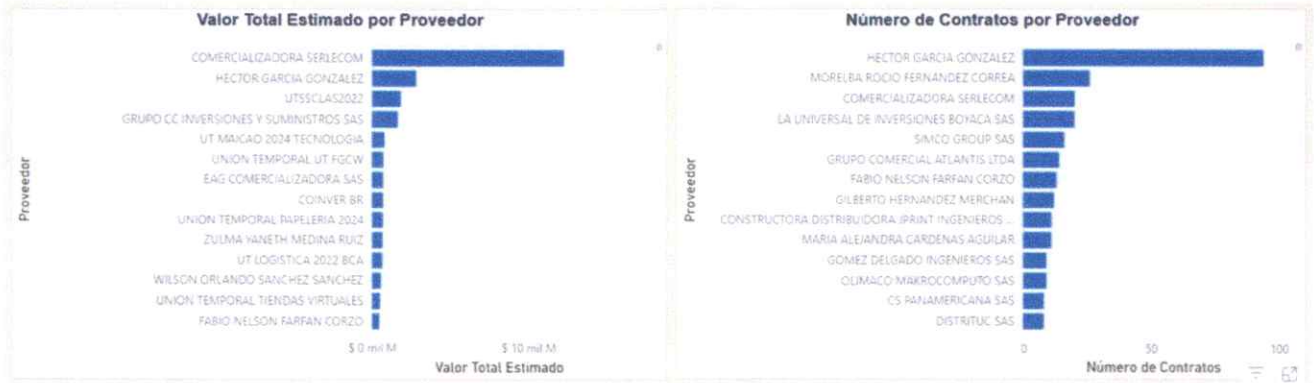 Valor Total Estimado por Proveedor
Proveedor
COMERCIALIZADORA SERLECOM
HECTOR GARCIA GONZALEZ
UTSSCLAS2022
GRUPO CC INVERSIONES Y SUMINISTROS SAS
UT MAICAO 2024 TECNOLOGIA
UNION TEMPORAL UT FGCW
EAG COMERCIALIZADORA SAS
COINVER BR
UNION TEMPORAL PAPELERIA 2024
ZULMA YANETH MEDINA RUIZ
UT LOGISTICA 2022 BCA
WILSON ORLANDO SANCHEZ SANCHEZ
UNION TEMPORAL TIENDAS VIRTUALES
FABIO NELSON FARFAN CORZO
$ 0 mil M $ 10 mil M
Valor Total Estimado
Número de Contratos por Proveedor
Proveedor
HECTOR GARCIA GONZALEZ
MORELBA ROCIO FERNANDEZ CORREA
COMERCIALIZADORA SERLECOM
LA UNIVERSAL DE INVERSIONES BOYACA SAS
SIMCO GROUP SAS
GRUPO COMERCIAL ATLANTIS LTDA
FABIO NELSON FARFAN CORZO
GILBERTO HERNANDEZ MERCHAN
CONSTRUCTORA DISTRIBUIDORA JPRINT INGENIEROS ...
MARIA ALEJANDRA CARDENAS AGUILAR
GOMEZ DELGADO INGENIEROS SAS
OLIMACO MAKROCOMPUTO SAS
CS PANAMERICANA SAS
DISTRITUC SAS
0 50 100
Número de Contratos